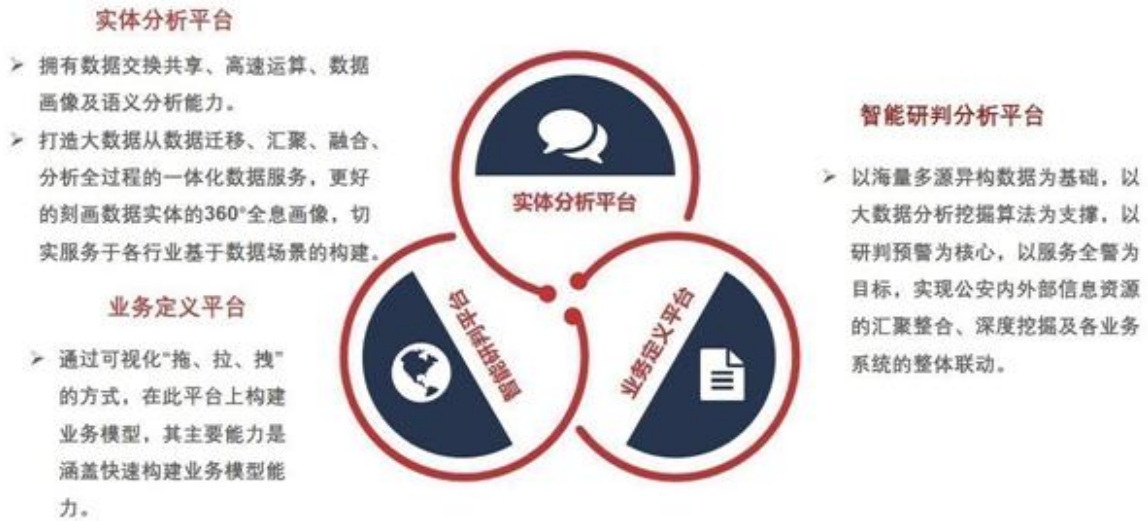 实体分析平台
➢ 拥有数据交换共享、高速运算、数据
画像及语义分析能力。
➢ 打造大数据从数据迁移、汇聚、融合、
分析全过程的一体化数据服务，更好
的刻画数据实体的360°全息画像，切
实服务于各行业基于数据场景的构建。
业务定义平台
➢ 通过可视化“拖、拉、拽”
的方式，在此平台上构建
业务模型，其主要能力是
涵盖快速构建业务模型能
力。
实体分析平台
智能研判平台
业务定义平台
智能研判分析平台
➢ 以海量多源异构数据为基础，以
大数据分析挖掘算法为支撑，以
研判预警为核心，以服务全警为
目标，实现公安内外部信息资源
的汇聚整合、深度挖掘及各业务
系统的整体联动。